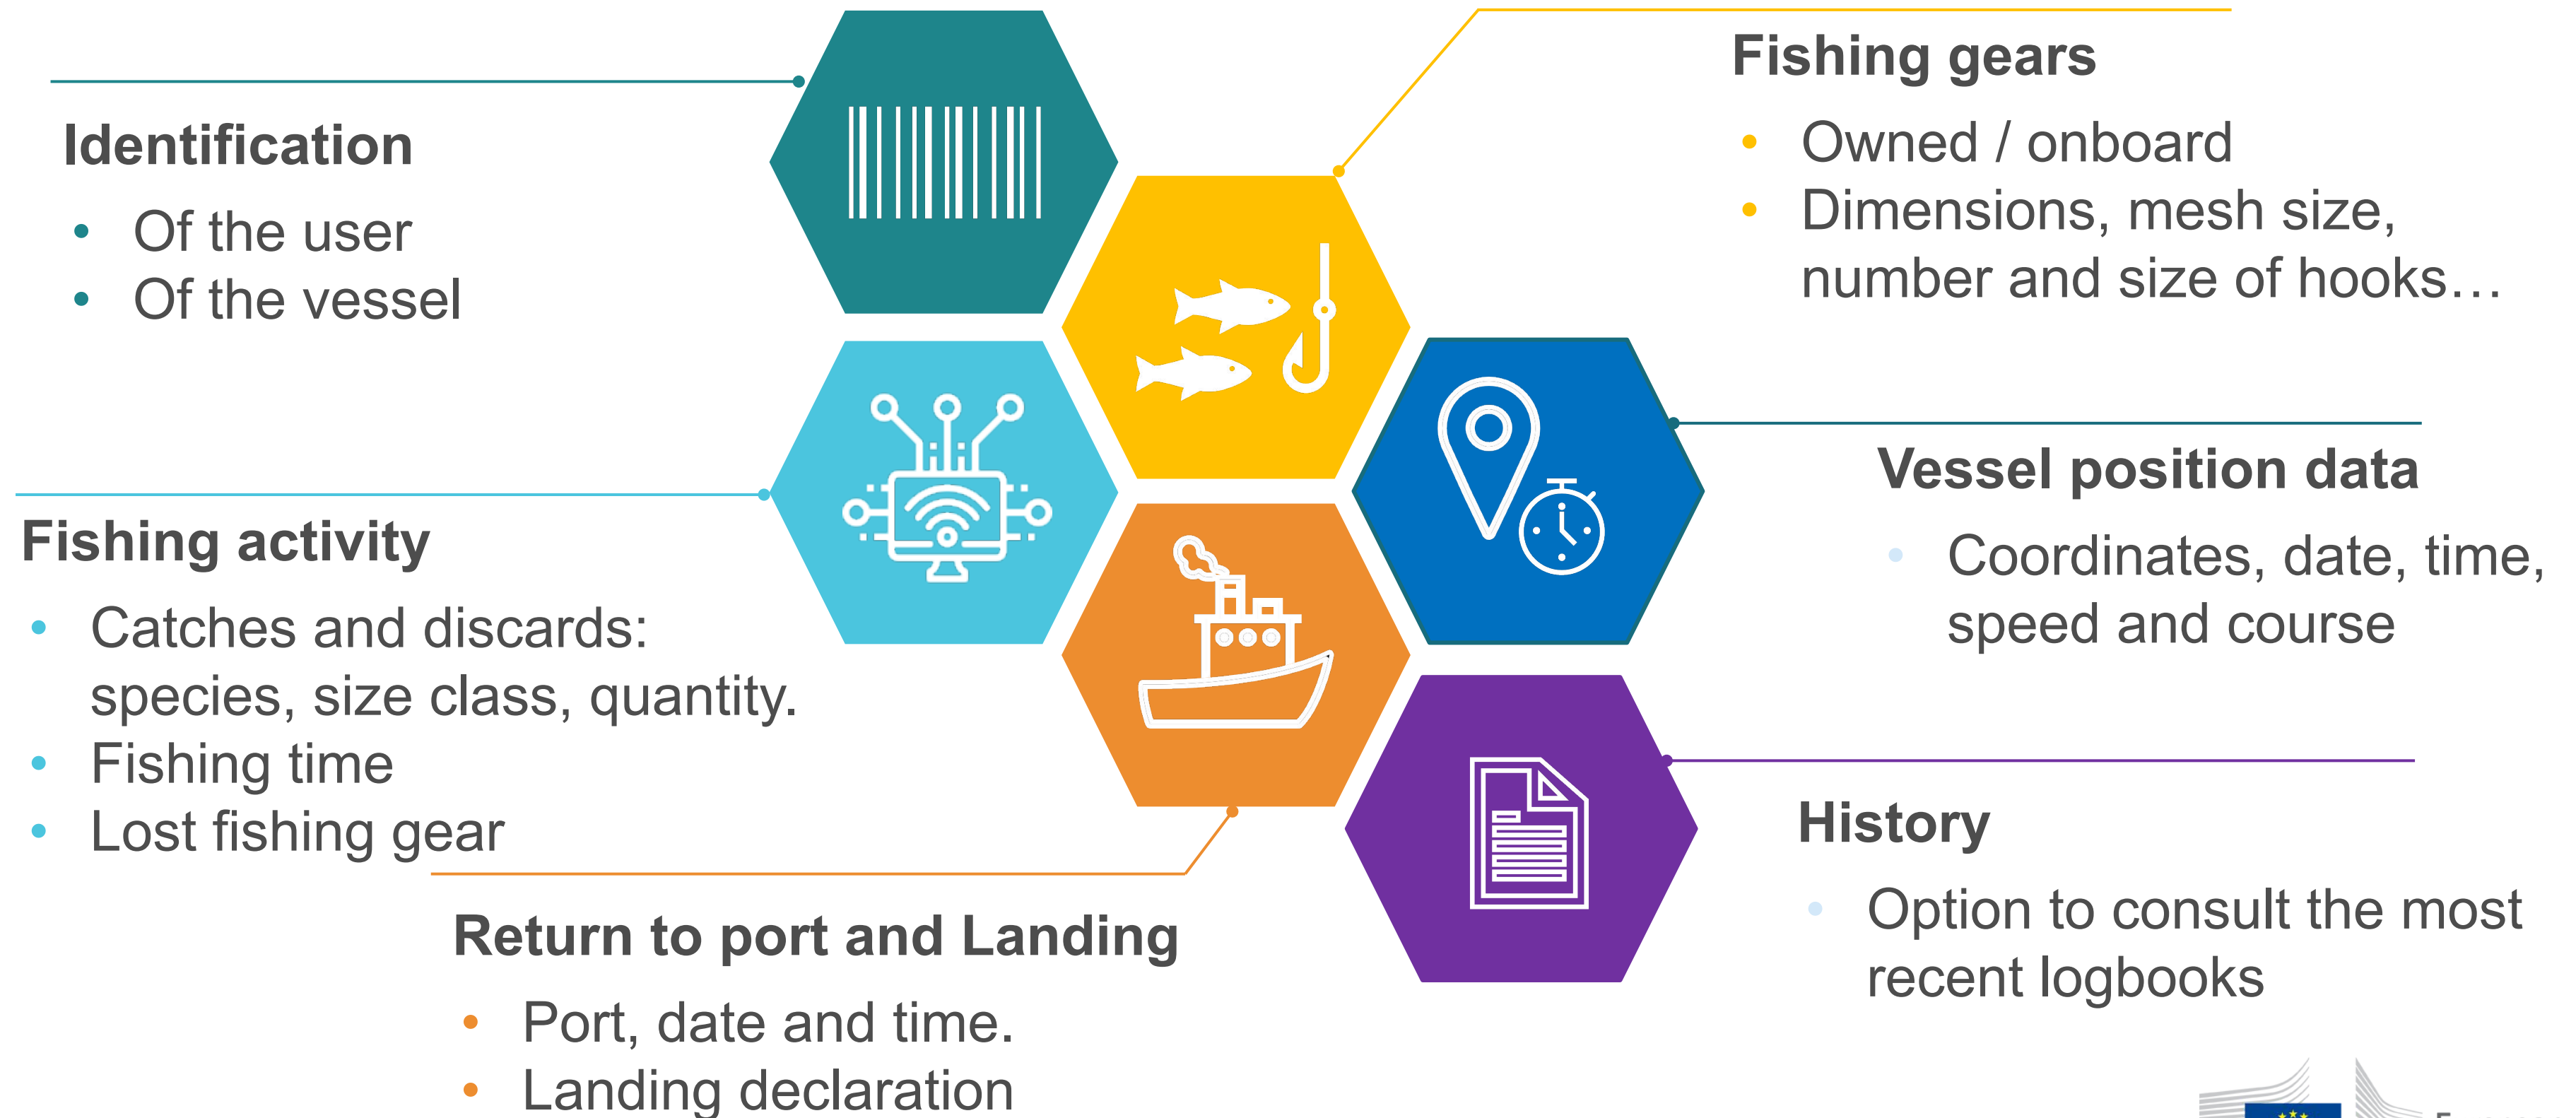 Identification
• Of the user
• Of the vessel
Fishing gears
• Owned / onboard
• Dimensions, mesh size,
number and size of hooks…
Fishing activity
• Catches and discards:
species, size class, quantity.
• Fishing time
• Lost fishing gear
Vessel position data
• Coordinates, date, time,
speed and course
Return to port and Landing
• Port, date and time.
• Landing declaration
History
• Option to consult the most
recent logbooks